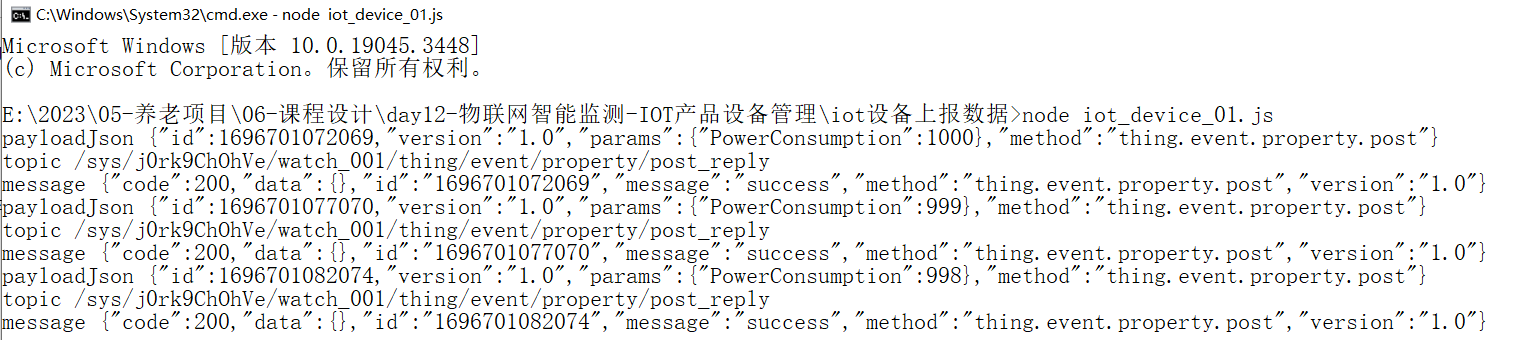 C:\Windows\System32\cmd.exe - node  iot_device_01.js
Microsoft Windows [版本 10.0.19045.3448]
(c) Microsoft Corporation。保留所有权利。
E:\2023\05-养老项目\06-课程设计\day12-物联网智能监测-IOT产品设备管理\iot设备上报数据>node iot_device_01.js
payloadJson {"id":1696701072069,"version":"1.0","params":{"PowerConsumption":1000},"method":"thing.event.property.post"}
topic /sys/j0rk9ChOhVe/watch_001/thing/event/property/post_reply
message {"code":200,"data":{},"id":"1696701072069","message":"success","method":"thing.event.property.post","version":"1.0"}
payloadJson {"id":1696701077070,"version":"1.0","params":{"PowerConsumption":999},"method":"thing.event.property.post"}
topic /sys/j0rk9ChOhVe/watch_001/thing/event/property/post_reply
message {"code":200,"data":{},"id":"1696701077070","message":"success","method":"thing.event.property.post","version":"1.0"}
payloadJson {"id":1696701082074,"version":"1.0","params":{"PowerConsumption":998},"method":"thing.event.property.post"}
topic /sys/j0rk9ChOhVe/watch_001/thing/event/property/post_reply
message {"code":200,"data":{},"id":"1696701082074","message":"success","method":"thing.event.property.post","version":"1.0"}